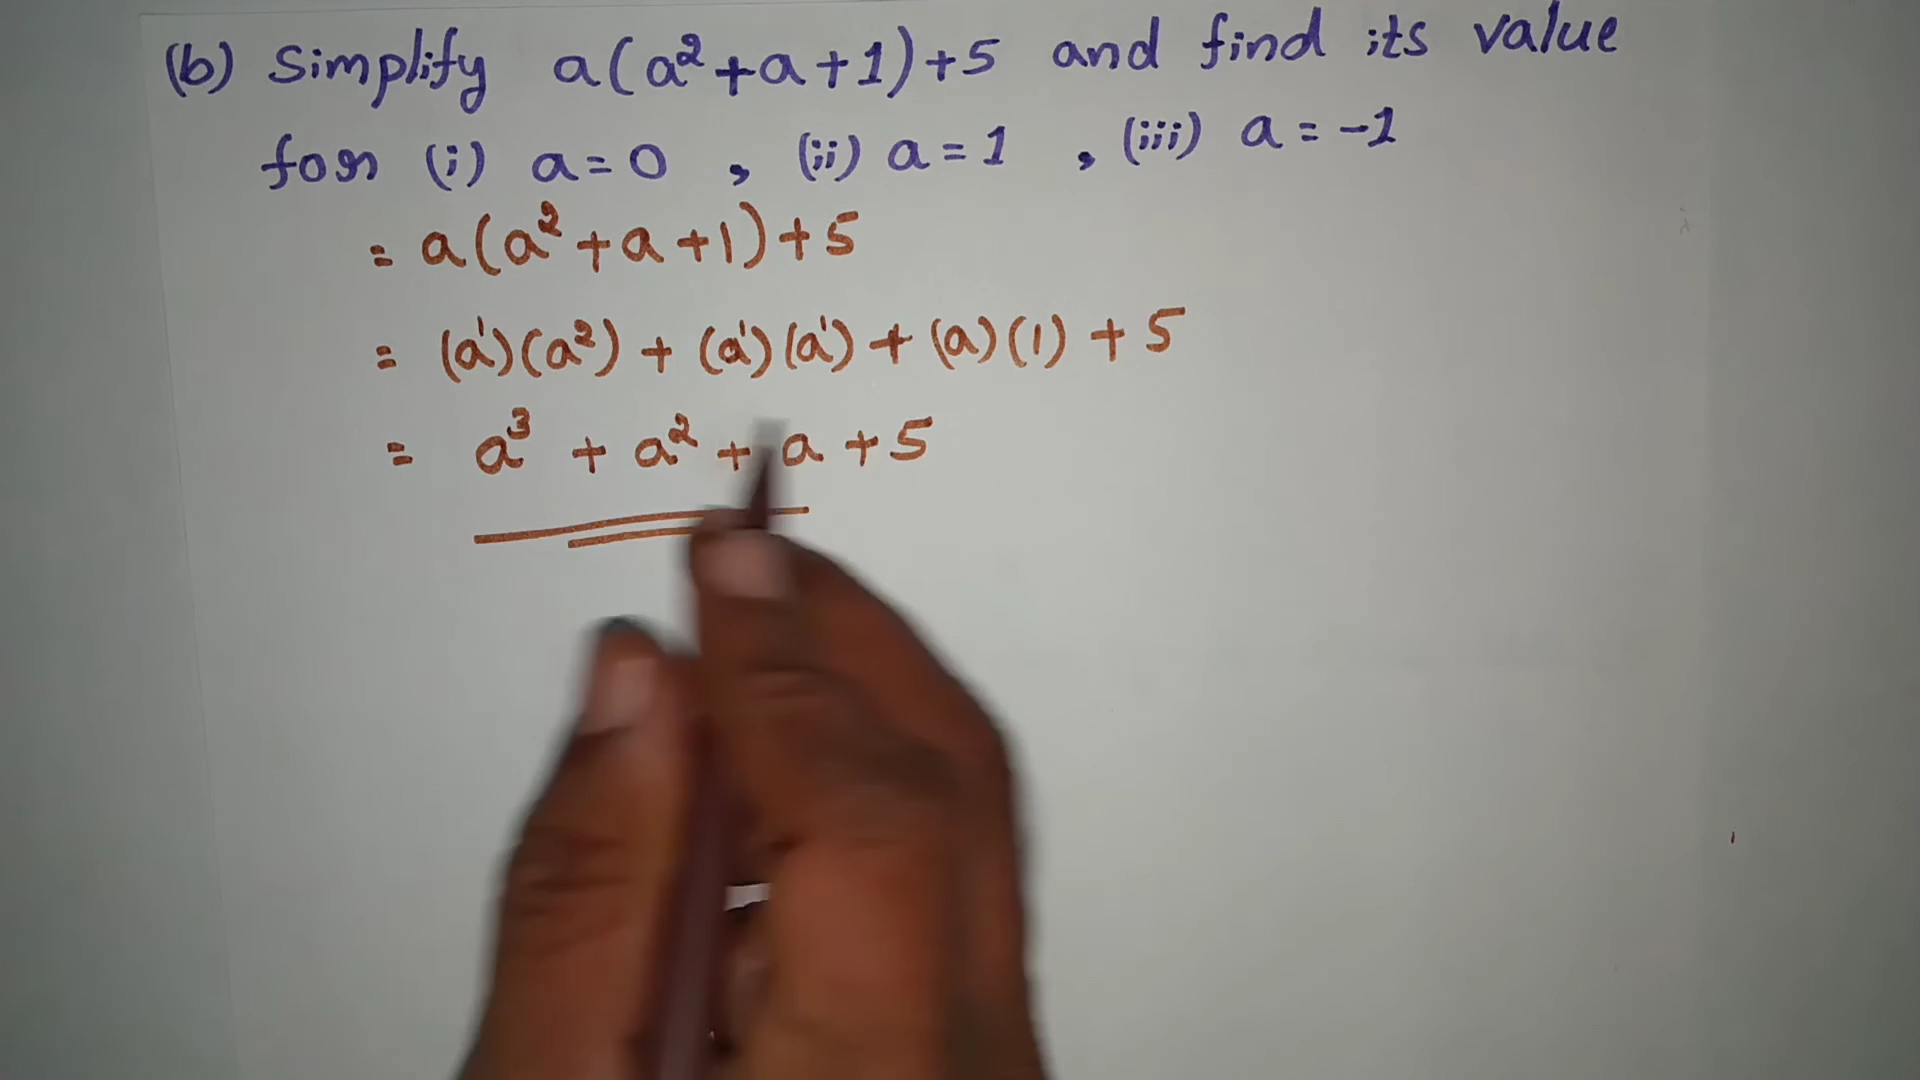 (b) Simplify a(a²+a+1)+5 and find its value
for (i) a=0 , (ii) a=1 , (iii) a=-1
= a(a²+a+1)+5
= (a¹)(a²) + (a¹)(a¹) + (a)(1) + 5
= a³ + a² + a + 5